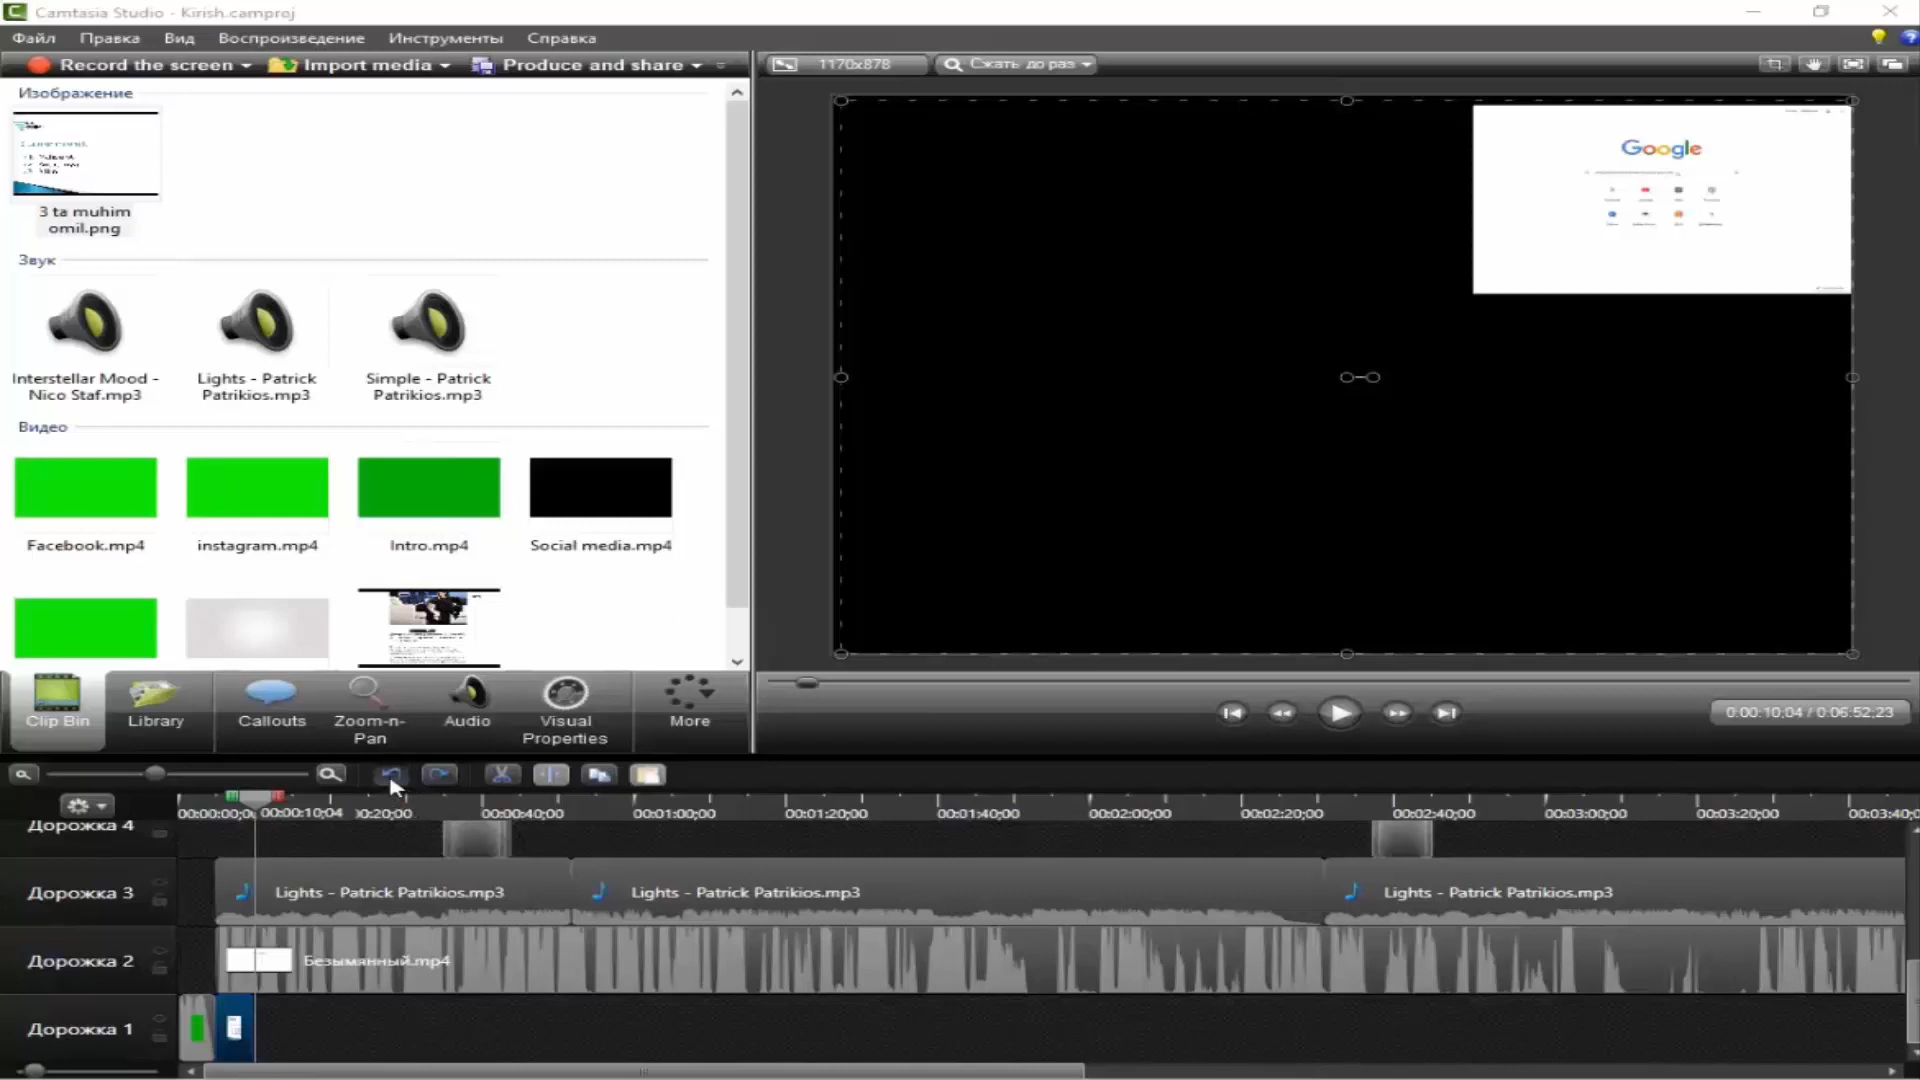 Camtasia Studio - Kirish.camproj
Файл Правка Вид Воспроизведение Инструменты Справка
Record the screen Import media Produce and share
1170x878 Сжать до раз
Изображение
3 ta muhim
omil.png
Звук
Interstellar Mood -
Nico Staf.mp3
Lights - Patrick
Patrikios.mp3
Simple - Patrick
Patrikios.mp3
Видео
Facebook.mp4 instagram.mp4 Intro.mp4 Social media.mp4
Google
Clip Bin Library Callouts Zoom-n-
Pan Audio Visual
Properties More
0:00:10;04 / 0:06:52;23
00:00:10;04 00:00:40;00 00:01:00;00 00:01:20;00 00:01:40;00 00:02:00;00 00:02:20;00 00:02:40;00 00:03:00;00 00:03:20;00
Дорожка 4
Дорожка 3 Lights - Patrick Patrikios.mp3 Lights - Patrick Patrikios.mp3 Lights - Patrick Patrikios.mp3
Дорожка 2 Безымянный.mp4
Дорожка 1